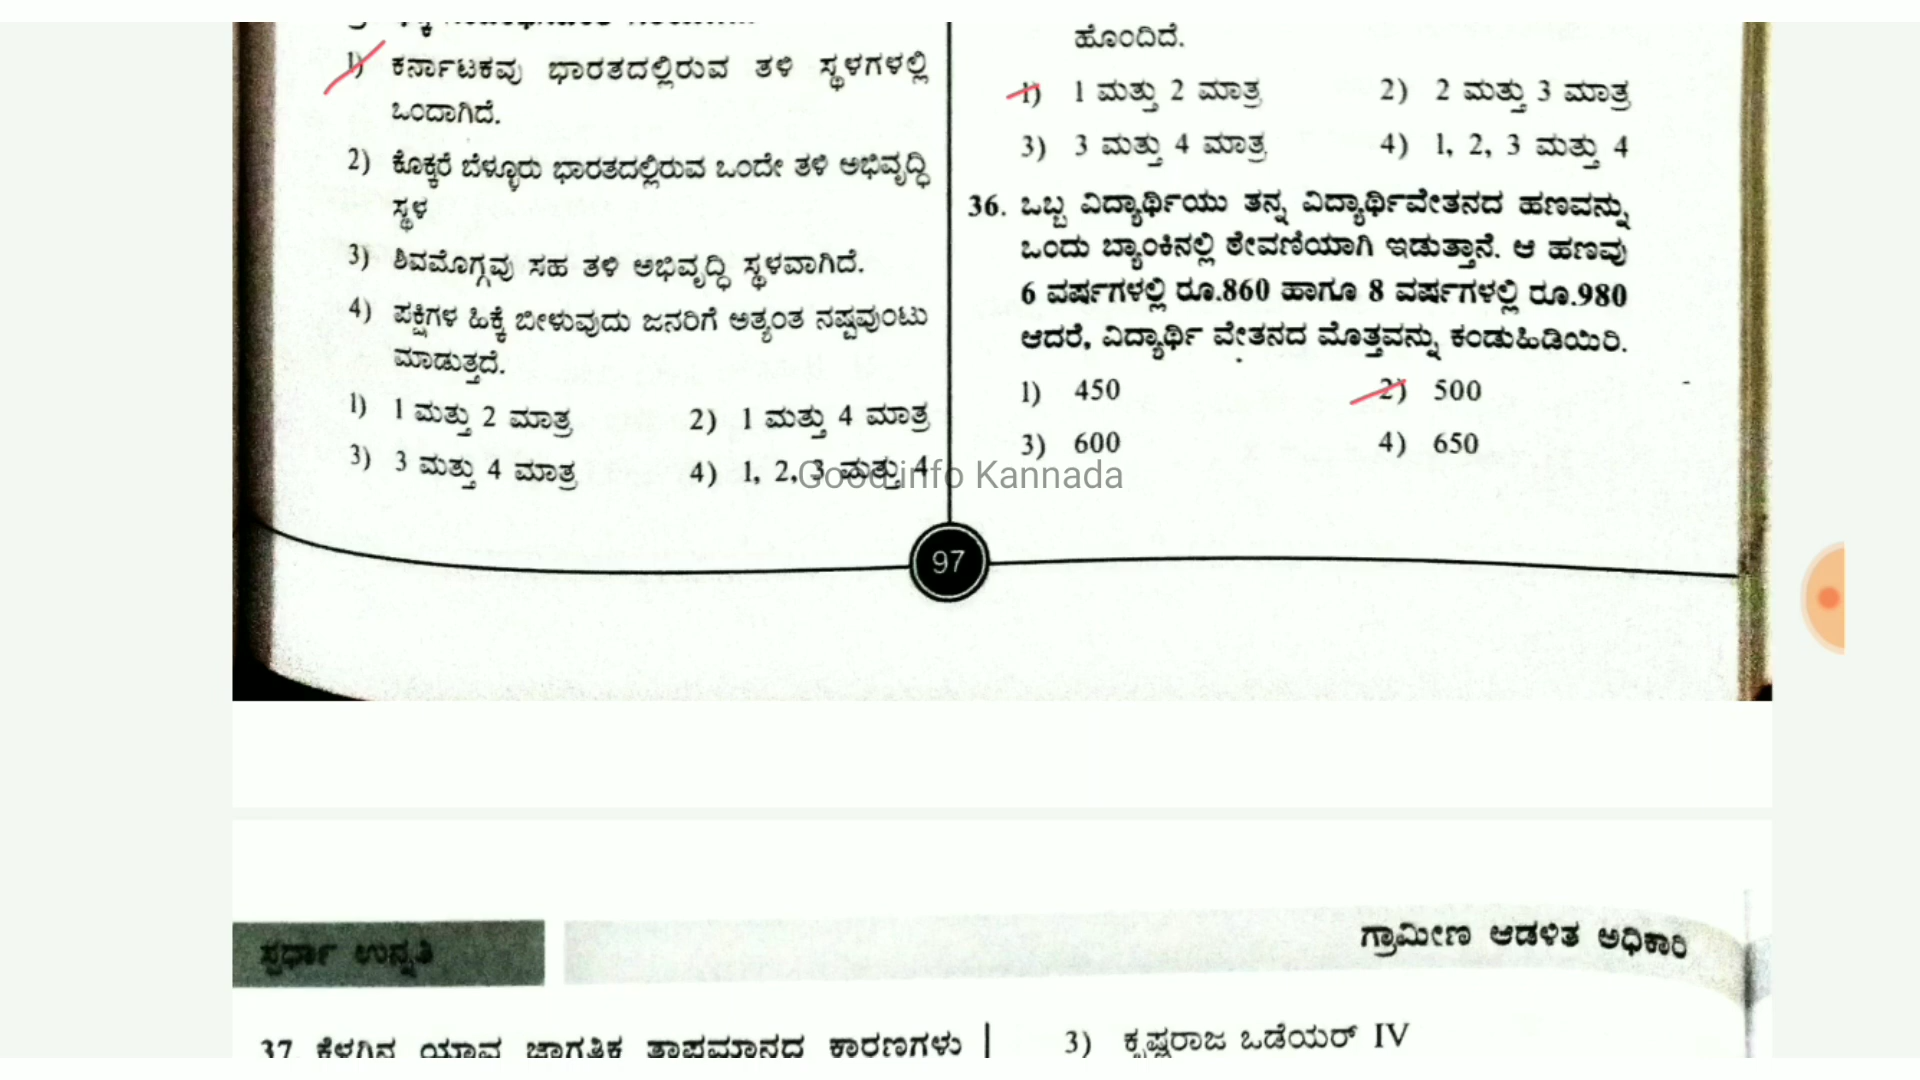 1) ಕರ್ನಾಟಕವು ಭಾರತದಲ್ಲಿರುವ ತಳಿ ಸ್ಥಳಗಳಲ್ಲಿ
ಒಂದಾಗಿದೆ.
2) ಕೊಕ್ಕರೆ ಬೆಳ್ಳೂರು ಭಾರತದಲ್ಲಿರುವ ಒಂದೇ ತಳಿ ಅಭಿವೃದ್ಧಿ
ಸ್ಥಳ
3) ಶಿವಮೊಗ್ಗವು ಸಹ ತಳಿ ಅಭಿವೃದ್ಧಿ ಸ್ಥಳವಾಗಿದೆ.
4) ಪಕ್ಷಿಗಳ ಹಿಕ್ಕೆ ಬೀಳುವುದು ಜನರಿಗೆ ಅತ್ಯಂತ ನಷ್ಟವುಂಟು
ಮಾಡುತ್ತದೆ.
1) 1 ಮತ್ತು 2 ಮಾತ್ರ 2) 1 ಮತ್ತು 4 ಮಾತ್ರ
3) 3 ಮತ್ತು 4 ಮಾತ್ರ 4) 1, 2, 3 ಮತ್ತು 4
ಹೊಂದಿದೆ.
1) 1 ಮತ್ತು 2 ಮಾತ್ರ 2) 2 ಮತ್ತು 3 ಮಾತ್ರ
3) 3 ಮತ್ತು 4 ಮಾತ್ರ 4) 1, 2, 3 ಮತ್ತು 4
36. ಒಬ್ಬ ವಿದ್ಯಾರ್ಥಿಯು ತನ್ನ ವಿದ್ಯಾರ್ಥಿವೇತನದ ಹಣವನ್ನು
ಒಂದು ಬ್ಯಾಂಕಿನಲ್ಲಿ ಠೇವಣಿಯಾಗಿ ಇಡುತ್ತಾನೆ. ಆ ಹಣವು
6 ವರ್ಷಗಳಲ್ಲಿ ರೂ.860 ಹಾಗೂ 8 ವರ್ಷಗಳಲ್ಲಿ ರೂ.980
ಆದರೆ, ವಿದ್ಯಾರ್ಥಿ ವೇತನದ ಮೊತ್ತವನ್ನು ಕಂಡುಹಿಡಿಯಿರಿ.
1) 450 2) 500
3) 600 4) 650
Good info Kannada
97
ಸ್ಪರ್ಧಾ ಉನ್ನತಿ
ಗ್ರಾಮೀಣ ಆಡಳಿತ ಅಧಿಕಾರಿ
37. ಕೆಳಗಿನ ಯಾವ ಜಾಗತಿಕ ತಾಪಮಾನದ ಕಾರಣಗಳು
3) ಕೃಷ್ಣರಾಜ ಒಡೆಯರ್ IV